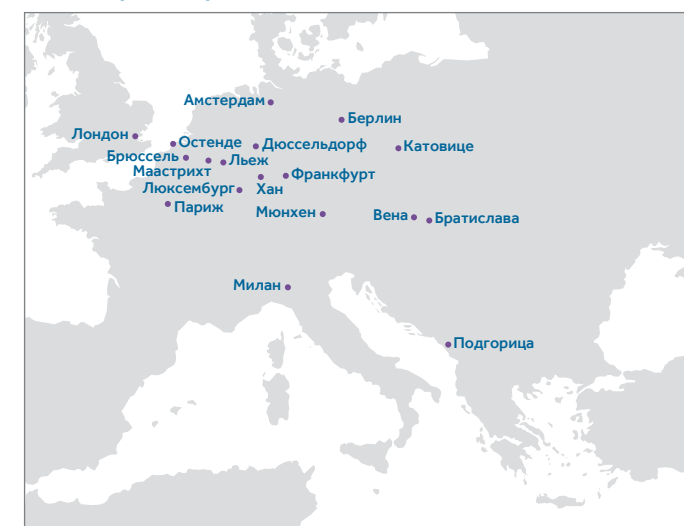 Амстердам
Берлин
Лондон
Остенде
Дюссельдорф
Катовице
Брюссель
Льеж
Маастрихт
Франкфурт
Люксембург
Хан
Париж
Мюнхен
Вена
Братислава
Милан
Подгорица